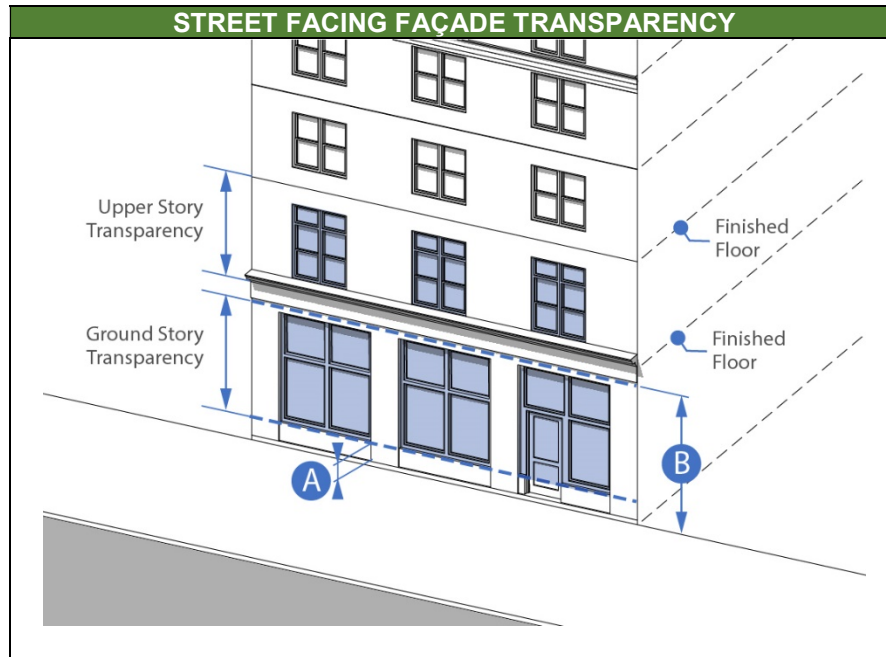 STREET FACING FAÇADE TRANSPARENCY
Upper Story
Transparency
Finished
Floor
Ground Story
Transparency
Finished
Floor
A
B